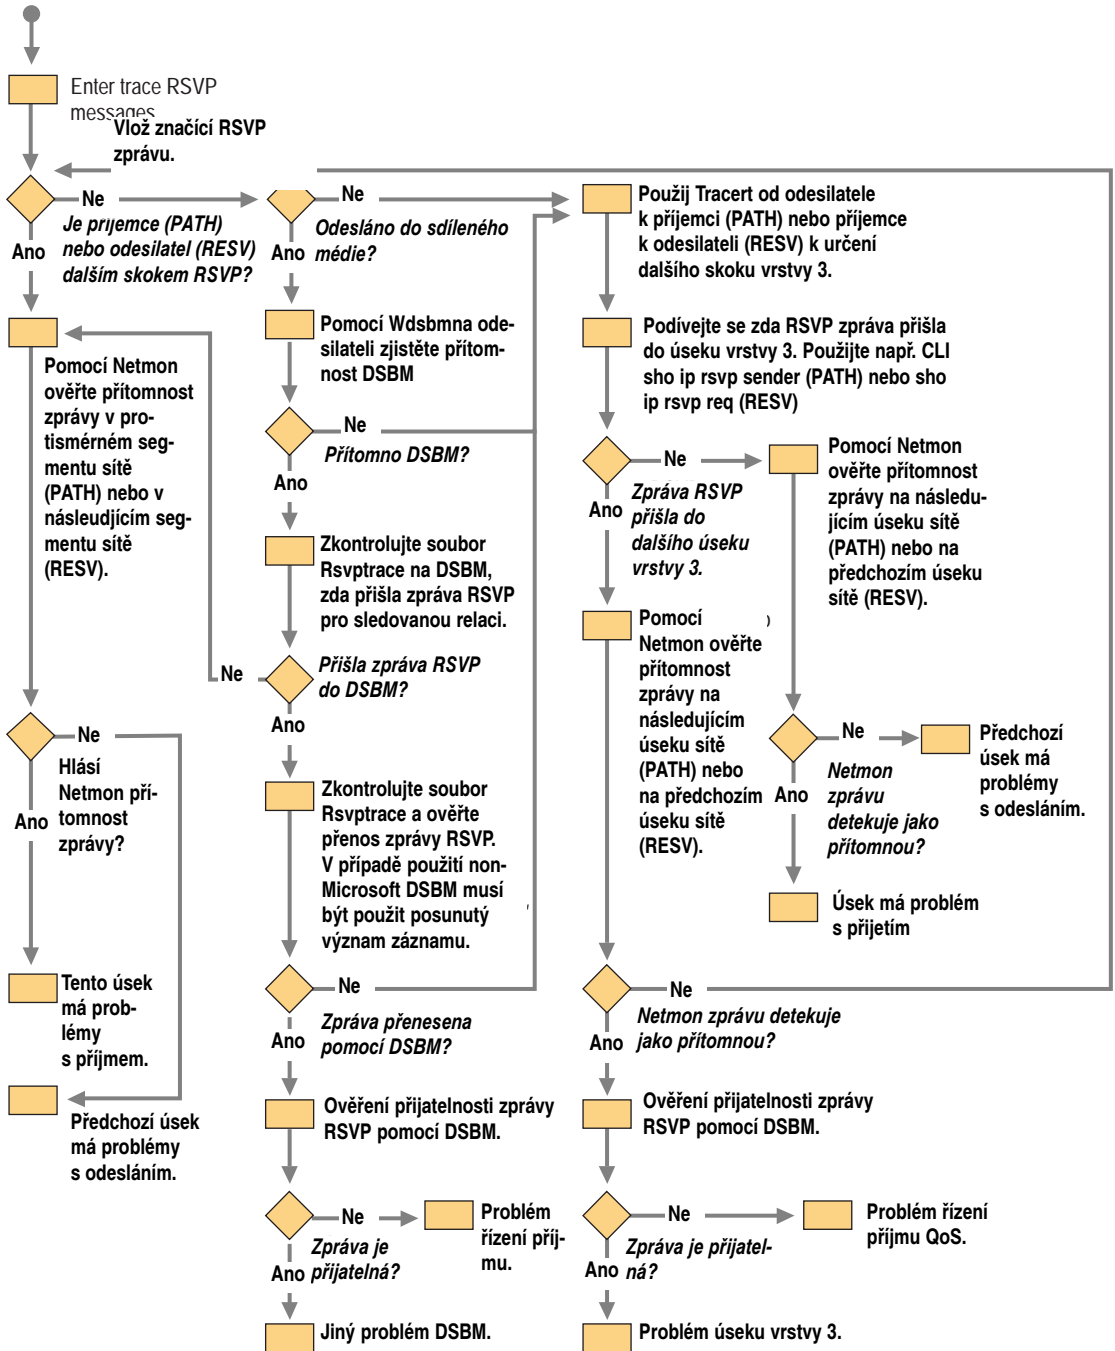 Enter trace RSVP
messages
Vlož značící RSVP
zprávu.
Ne
Je príjemce (PATH)
nebo odesilatel (RESV)
dalším skokem RSVP?
Ano
Ne
Odesláno do sdíleného
médie?
Ano
Použij Tracert od odesilatele
k příjemci (PATH) nebo příjemce
k odesilateli (RESV) k určení
dalšího skoku vrstvy 3.
Pomocí Netmon
ověřte přítomnost
zprávy v pro-
tismérném seg-
mentu sítě
(PATH) nebo v
násleudjícím seg-
mentu sítě
(RESV).
Pomocí Wdsbmna ode-
silateli zjistěte přítom-
nost DSBM
Podívejte se zda RSVP zpráva přišla
do úseku vrstvy 3. Použijte např. CLI
sho ip rsvp sender (PATH) nebo sho
ip rsvp req (RESV)
Ne
Přítomno DSBM?
Ano
Ne
Zpráva RSVP
přišla do
dalšího úseku
vrstvy 3.
Ano
Pomocí Netmon
ověřte přítomnost
zprávy na následu-
jícím úseku sítě
(PATH) nebo na
předchozím úseku
sítě (RESV).
Zkontrolujte soubor
Rsvptrace na DSBM,
zda přišla zpráva RSVP
pro sledovanou relaci.
Pomocí
Netmon ověřte
přítomnost
zprávy na
následujícím
úseku sítě
(PATH) nebo
na předchozím
úseku sítě
(RESV).
Ne
Přišla zpráva RSVP
do DSBM?
Ano
Ne
Hlásí
Netmon pří-
tomnost
zprávy?
Ano
Zkontrolujte soubor
Rsvptrace a ověřte
přenos zprávy RSVP.
V případě použití non-
Microsoft DSBM musí
být použit posunutý
význam záznamu.
Ne
Netmon
zprávu
detekuje jako
přítomnou?
Ano
Předchozí
úsek má
problémy
s odesláním.
Úsek má problém
s přijetím
Tento úsek
má prob-
lémy
s příjmem.
Předchozí úsek
má problémy
s odesláním.
Ne
Zpráva přenesena
pomocí DSBM?
Ano
Ne
Netmon zprávu detekuje
jako přítomnou?
Ano
Ověření přijatelnosti zprávy
RSVP pomocí DSBM.
Ověření přijatelnosti zprávy
RSVP pomocí DSBM.
Ne
Zpráva je
přijatelná?
Ano
Problém
řízení příj-
mu.
Ne
Zpráva je přijatel-
ná?
Ano
Problém řízení
příjmu QoS.
Jiný problém DSBM.
Problém úseku vrstvy 3.